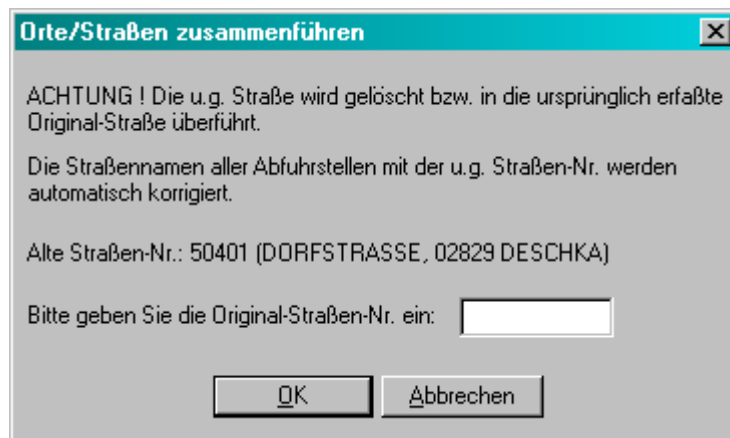 Orte/Straßen zusammenführen
ACHTUNG ! Die u.g. Straße wird gelöscht bzw. in die ursprünglich erfaßte
Original-Straße überführt.
Die Straßennamen aller Abfuhrstellen mit der u.g. Straßen-Nr. werden
automatisch korrigiert.
Alte Straßen-Nr.: 50401 (DORFSTRASSE, 02829 DESCHKA)
Bitte geben Sie die Original-Straßen-Nr. ein:
OK Abbrechen